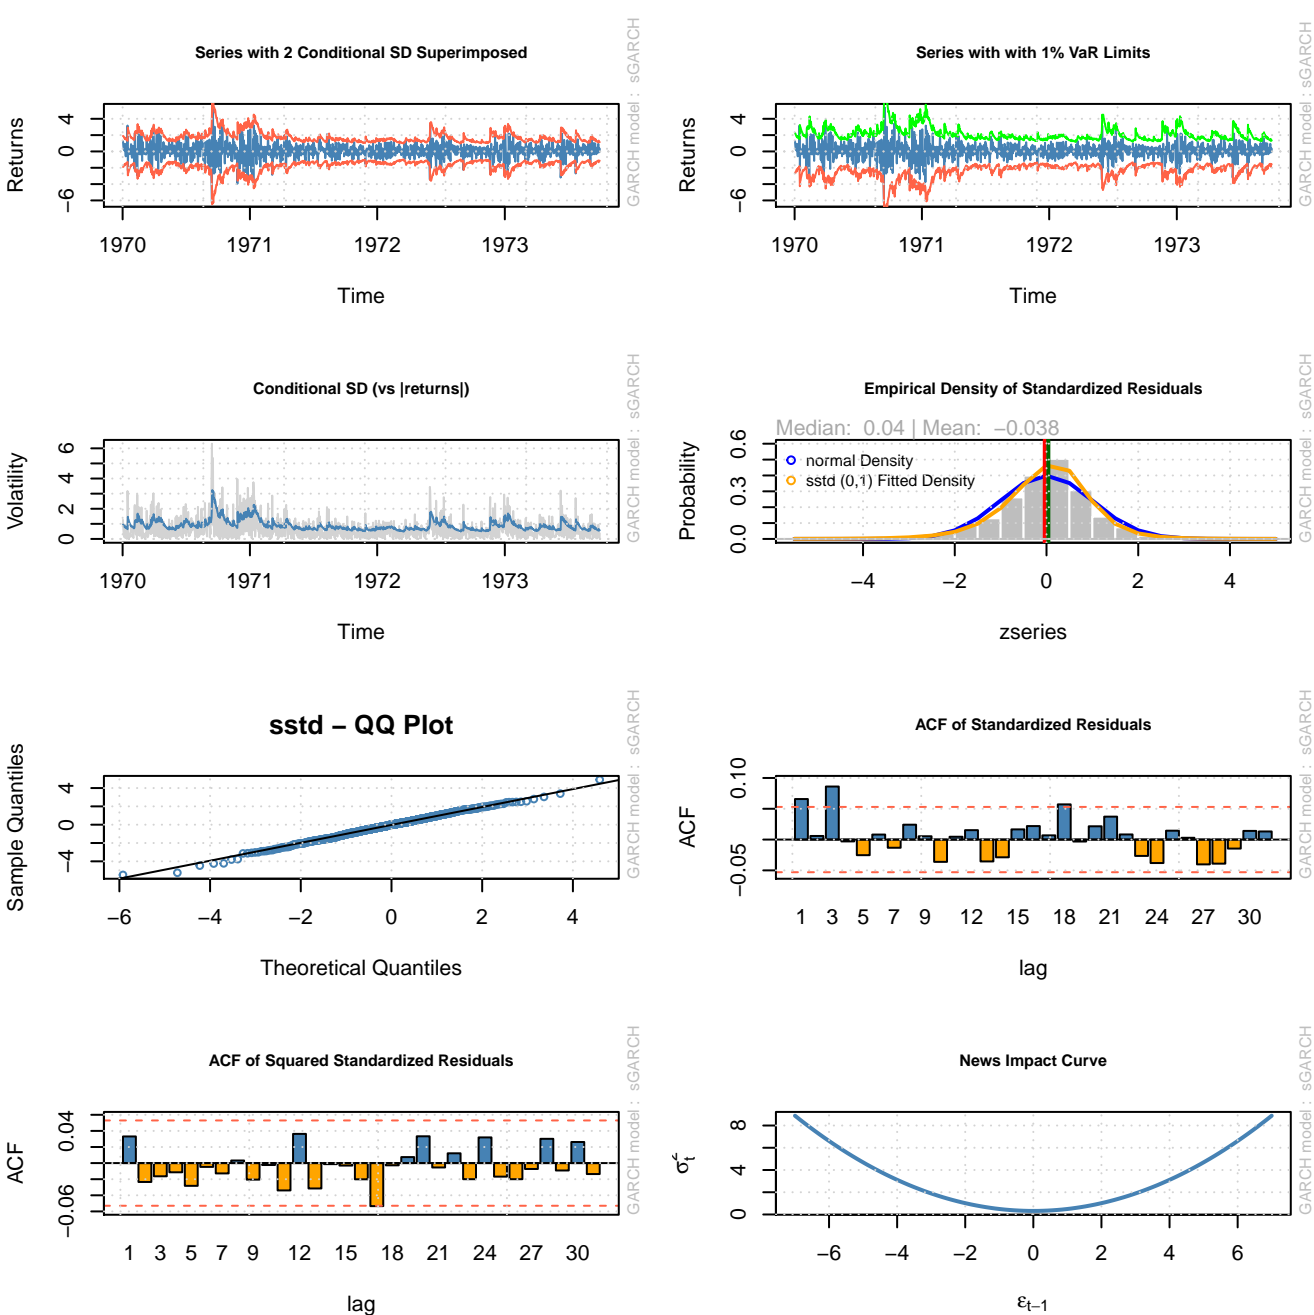 Series with 2 Conditional SD Superimposed
GARCH model : sGARCH
Returns
4
0
−6
1970 1971 1972 1973
Time
Series with with 1% VaR Limits
GARCH model : sGARCH
Returns
4
0
−6
1970 1971 1972 1973
Time
Conditional SD (vs |returns|)
GARCH model : sGARCH
Volatility
6
4
2
0
1970 1971 1972 1973
Time
Empirical Density of Standardized Residuals
GARCH model : sGARCH
Median: 0.04 | Mean: −0.038
normal Density
sstd (0,1) Fitted Density
Probability
0.6
0.3
0.0
−4 −2 0 2 4
zseries
sstd − QQ Plot
GARCH model : sGARCH
Sample Quantiles
4
0
−4
−6 −4 −2 0 2 4
Theoretical Quantiles
ACF of Standardized Residuals
GARCH model : sGARCH
ACF
0.10
−0.05
1 3 5 7 9 12 15 18 21 24 27 30
lag
ACF of Squared Standardized Residuals
GARCH model : sGARCH
ACF
0.04
−0.06
1 3 5 7 9 12 15 18 21 24 27 30
lag
News Impact Curve
GARCH model : sGARCH
σt2
8
4
0
−6 −4 −2 0 2 4 6
εt−1